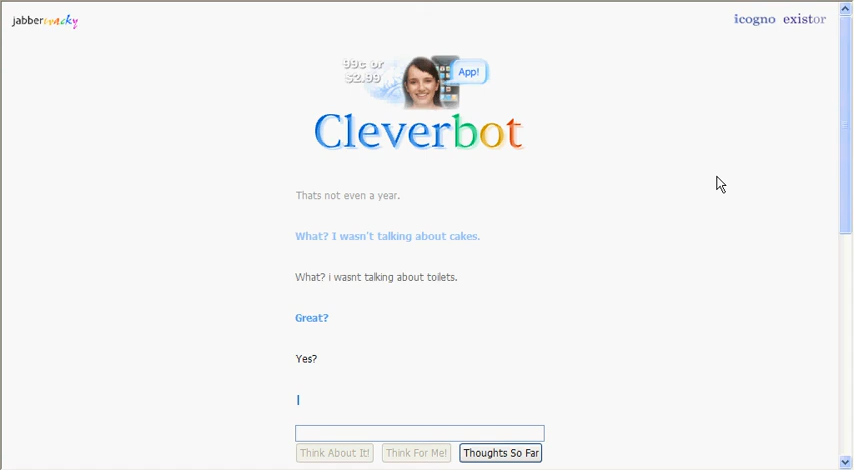 jabberwacky
icogno existor
99c or
$2.99
App!
Cleverbot
Thats not even a year.
What? I wasn't talking about cakes.
What? i wasnt talking about toilets.
Great?
Yes?
Think About It! Think For Me! Thoughts So Far